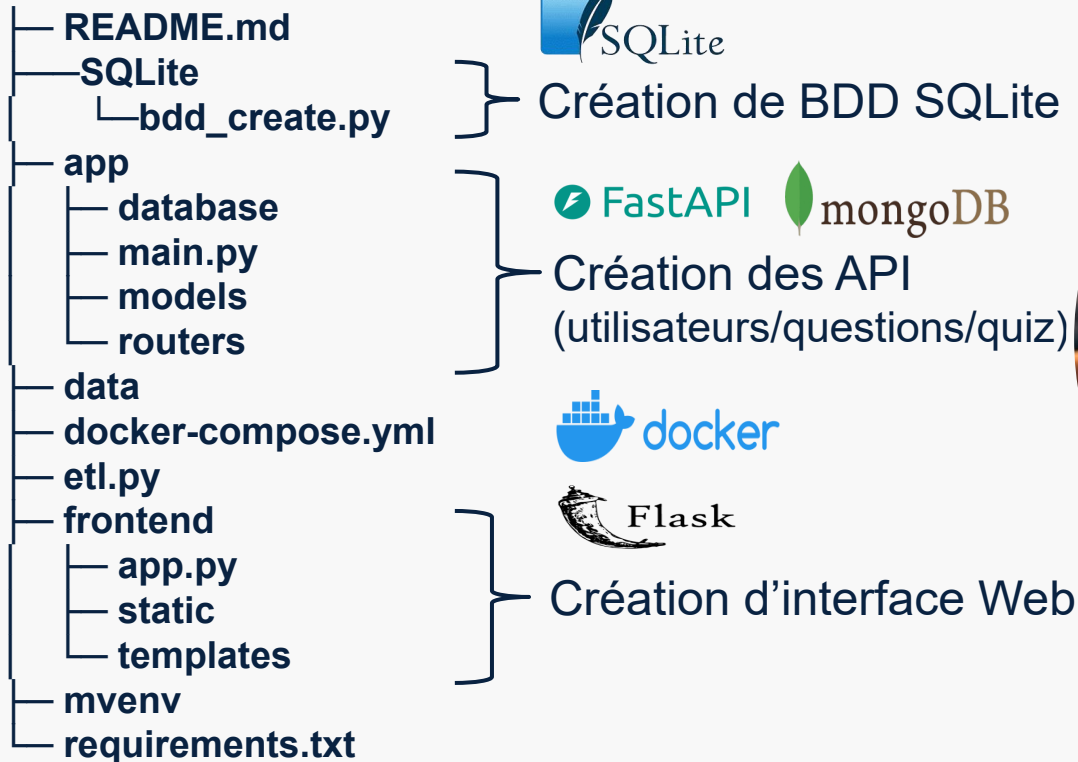 ├── README.md
├──SQLite
│ └─bdd_create.py
├── app
│ ├── database
│ ├── main.py
│ ├── models
│ └── routers
├── data
├── docker-compose.yml
├── etl.py
├── frontend
│ ├── app.py
│ ├── static
│ └── templates
├── mvenv
└── requirements.txt
SQLite
Création de BDD SQLite
FastAPI
mongoDB
Création des API
(utilisateurs/questions/quiz)
docker
Flask
Création d’interface Web